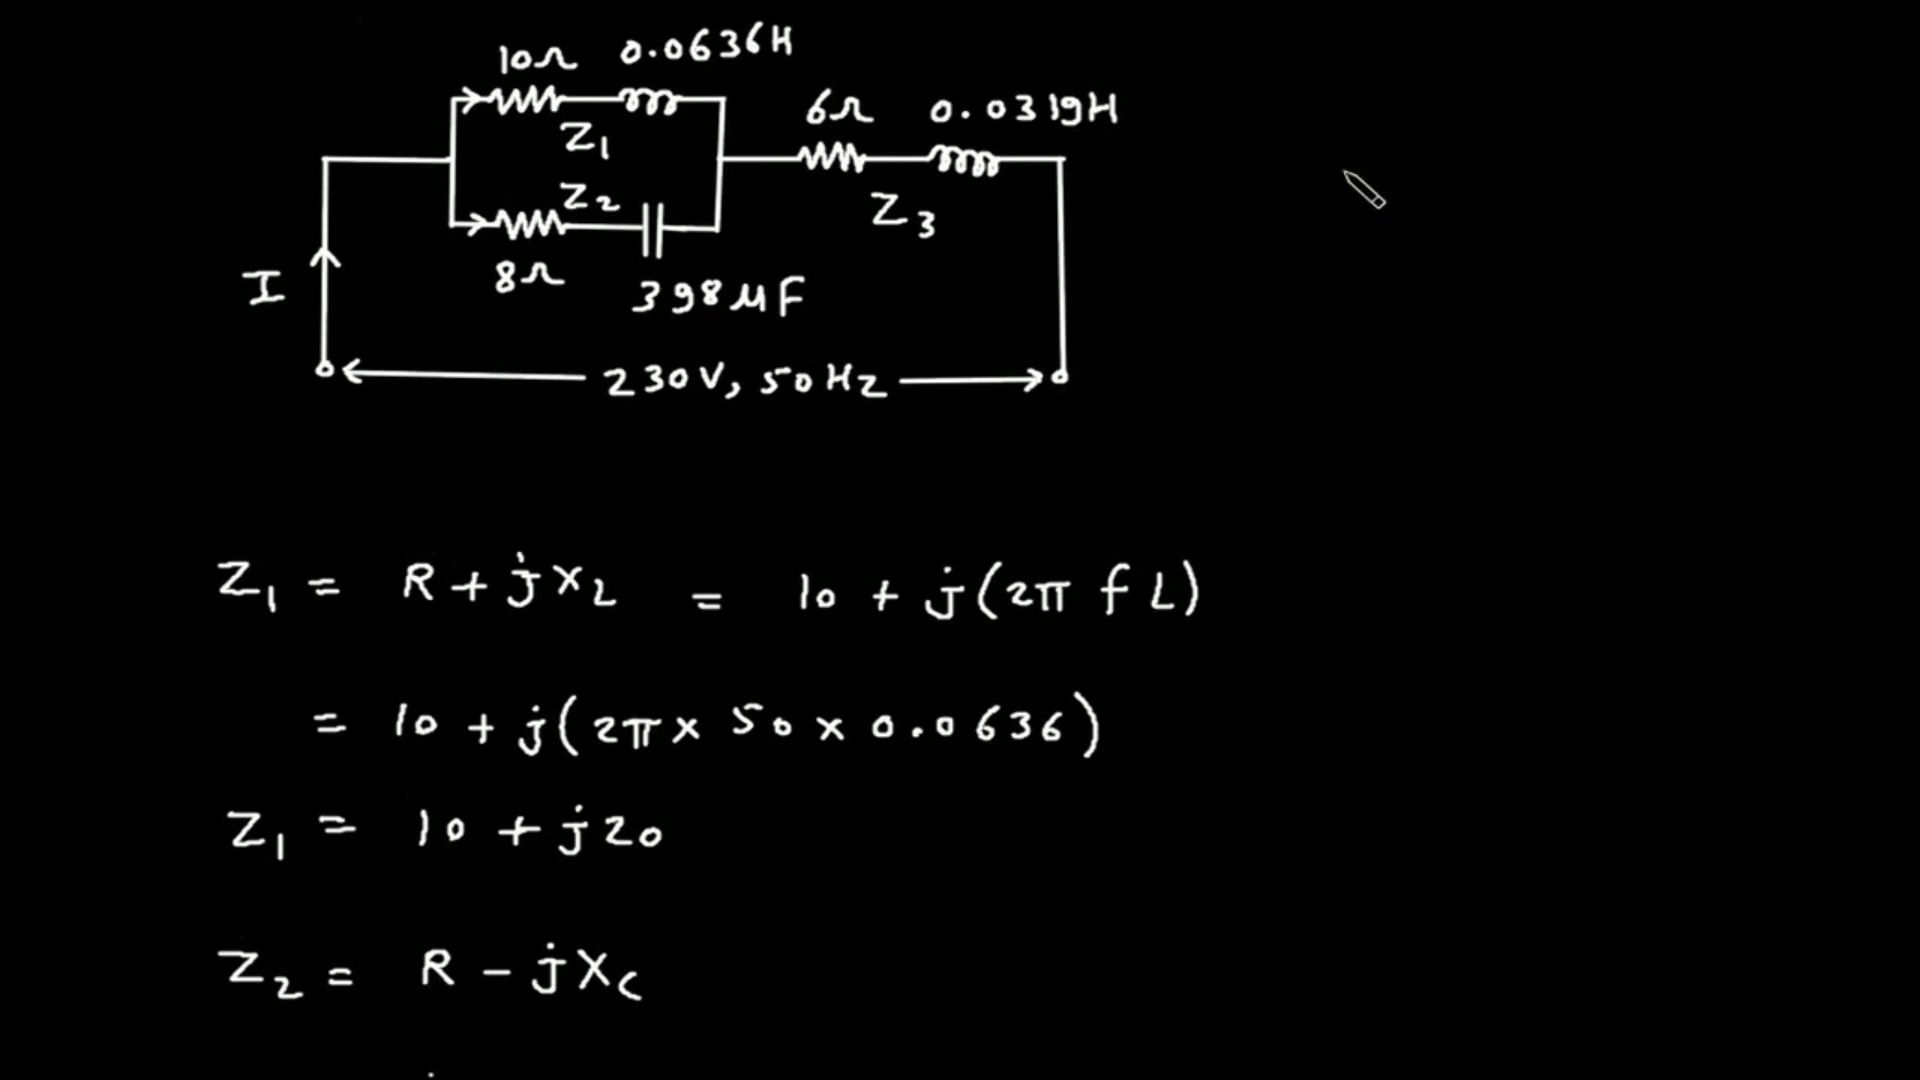 10Ω 0.0636H
6Ω 0.0319H
Z1
Z2
Z3
I
8Ω
398μF
230V, 50Hz
Z1 = R + jXL = 10 + j(2π f L)
= 10 + j(2π x 50 x 0.0636)
Z1 = 10 + j20
Z2 = R - jXC